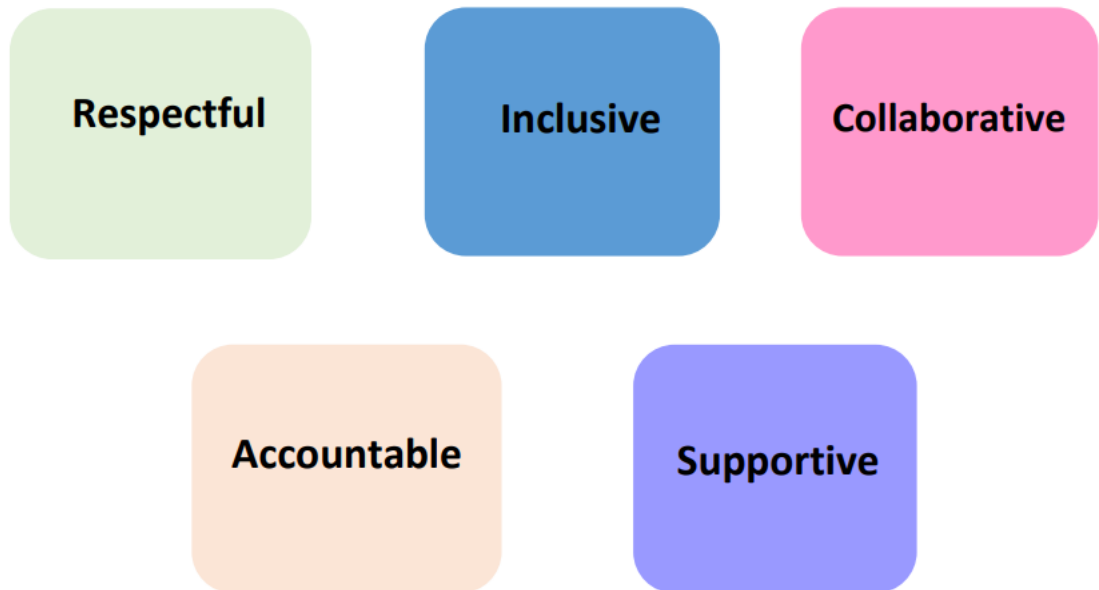 Respectful
Inclusive
Collaborative
Accountable
Supportive